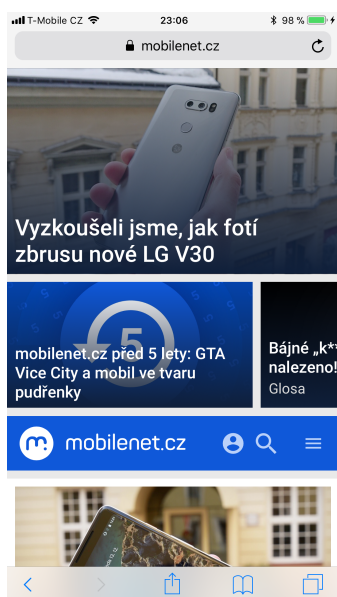 T-Mobile CZ 23:06 98 %
mobilenet.cz
Vyzkoušeli jsme, jak fotí
zbrusu nové LG V30
5
mobilenet.cz před 5 lety: GTA
Vice City a mobil ve tvaru
pudřenky
Bájné „k**
nalezeno!
Glosa
m.
mobilenet.cz